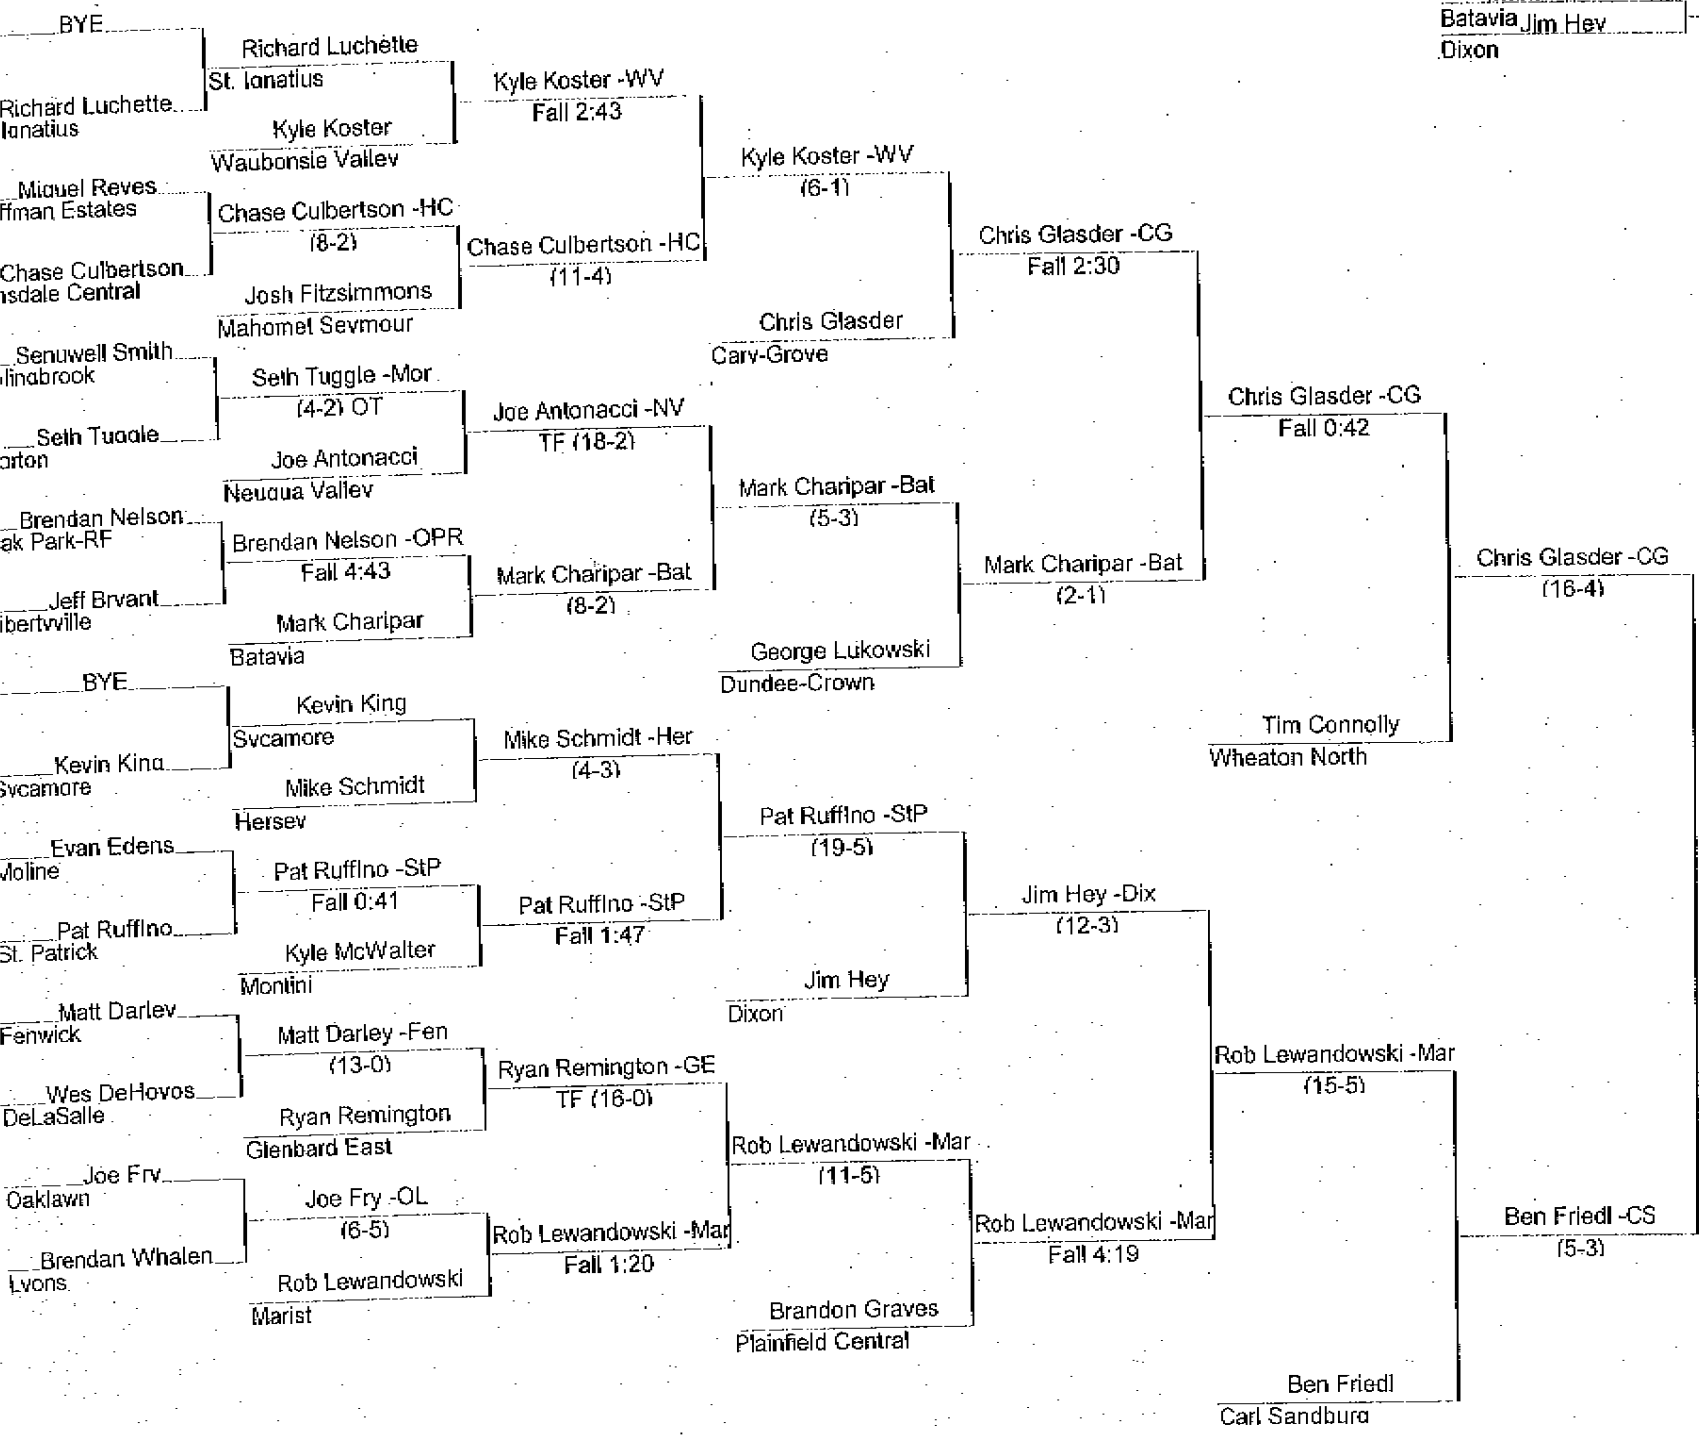 BYE
Richard Luchette
Ignatius
Miguel Reyes
ffman Estates
Chase Culbertson
nsdale Central
Senuwell Smith
lingbrook
Seth Tuggle
orton
Brendan Nelson
ak Park-RF
Jeff Bryant
ibertyville
BYE
Kevin King
Sycamore
Evan Edens
Moline
Pat Ruffino
St. Patrick
Matt Darley
Fenwick
Wes DeHoyos
DeLaSalle
Joe Fry
Oaklawn
Brendan Whalen
Lyons
Richard Luchette
St. Ignatius
Kyle Koster
Waubonsie Valley
Chase Culbertson -HC
(8-2)
Josh Fitzsimmons
Mahomet Seymour
Seth Tuggle -Mor
(4-2) OT
Joe Antonacci
Neuqua Valley
Brendan Nelson -OPR
Fall 4:43
Mark Charipar
Batavia
Kevin King
Sycamore
Mike Schmidt
Hersey
Pat Ruffino -StP
Fall 0:41
Kyle McWalter
Montini
Matt Darley -Fen
(13-0)
Ryan Remington
Glenbard East
Joe Fry -OL
(6-5)
Rob Lewandowski
Marist
Kyle Koster -WV
Fall 2:43
Chase Culbertson -HC
(11-4)
Joe Antonacci -NV
TF (18-2)
Mark Charipar -Bat
(8-2)
Mike Schmidt -Her
(4-3)
Pat Ruffino -StP
Fall 1:47
Ryan Remington -GE
TF (16-0)
Rob Lewandowski -Mar
Fall 1:20
Kyle Koster -WV
(6-1)
Chris Glasder
Cary-Grove
Mark Charipar -Bat
(5-3)
George Lukowski
Dundee-Crown
Pat Ruffino -StP
(19-5)
Jim Hey
Dixon
Rob Lewandowski -Mar
(11-5)
Brandon Graves
Plainfield Central
Chris Glasder -CG
Fall 2:30
Mark Charipar -Bat
(2-1)
Jim Hey -Dix
(12-3)
Rob Lewandowski -Mar
Fall 4:19
Chris Glasder -CG
Fall 0:42
Tim Connolly
Wheaton North
Rob Lewandowski -Mar
(15-5)
Ben Friedl
Carl Sandburg
Batavia
Jim Hey
Dixon
Chris Glasder -CG
(16-4)
Ben Friedl -CS
(5-3)